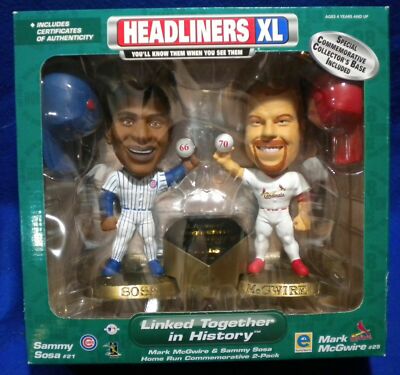 • INCLUDES
CERTIFICATES
OF AUTHENTICITY
HEADLINERS XL
YOU'LL KNOW THEM WHEN YOU SEE THEM
AGES 4 YEARS AND UP
SPECIAL
COMMEMORATIVE
COLLECTOR'S BASE
INCLUDED
66
70
Cardinals
SOSA
McGWIRE
Linked Together
in History™
Mark McGwire & Sammy Sosa
Home Run Commemorative 2-Pack
Sammy
Sosa #21
Mark
McGwire #25